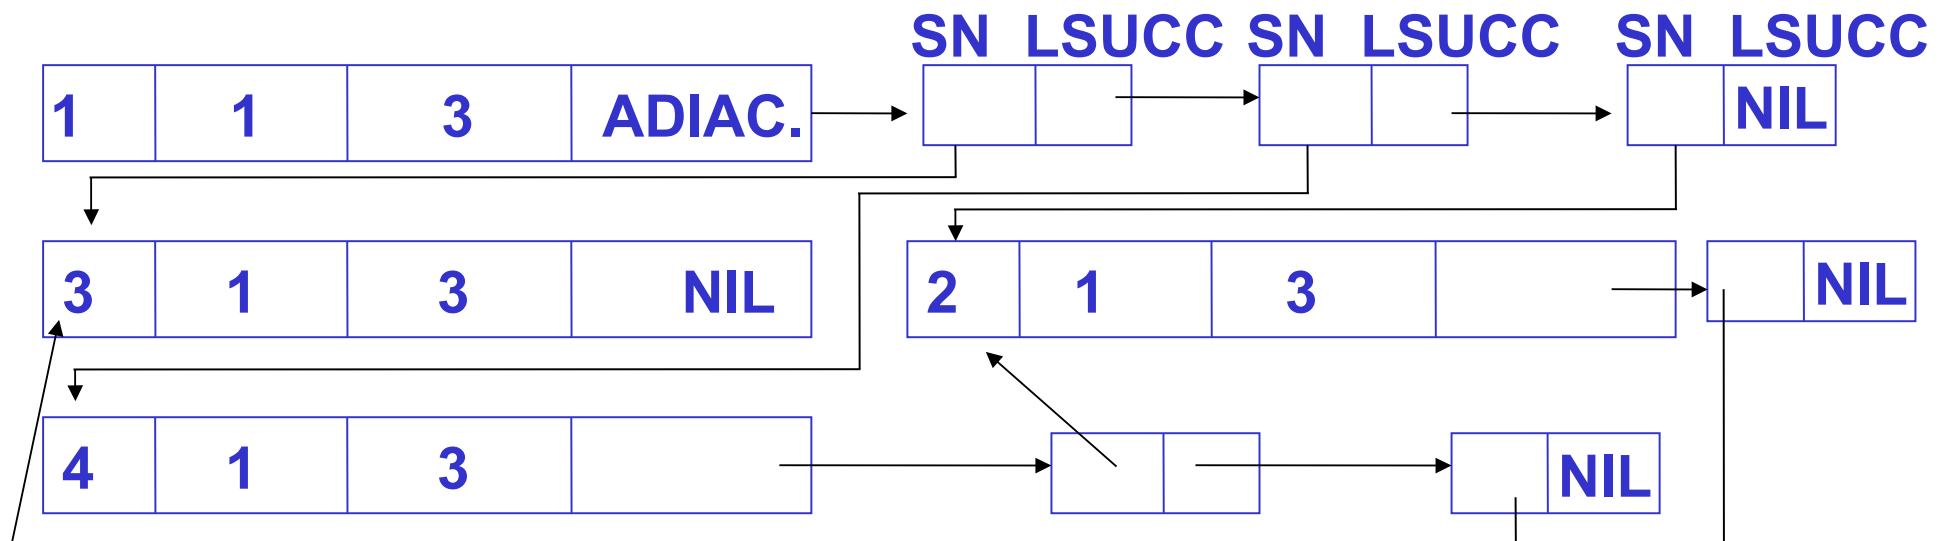 SN LSUCC SN LSUCC SN LSUCC
1 1 3 ADIAC. NIL
3 1 3 NIL 2 1 3 NIL
4 1 3 NIL